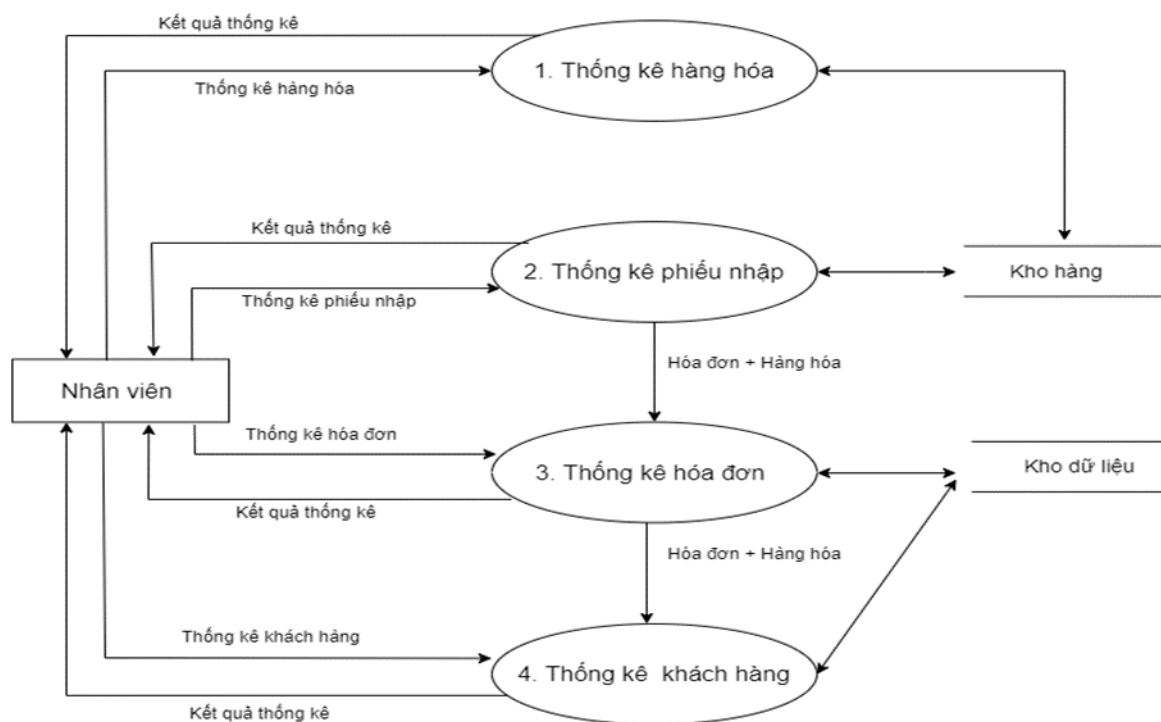 Kết quả thống kê
1. Thống kê hàng hóa
Thống kê hàng hóa
Kết quả thống kê
2. Thống kê phiếu nhập
Kho hàng
Thống kê phiếu nhập
Hóa đơn + Hàng hóa
Nhân viên
Thống kê hóa đơn
3. Thống kê hóa đơn
Kho dữ liệu
Kết quả thống kê
Hóa đơn + Hàng hóa
Thống kê khách hàng
4. Thống kê khách hàng
Kết quả thống kê